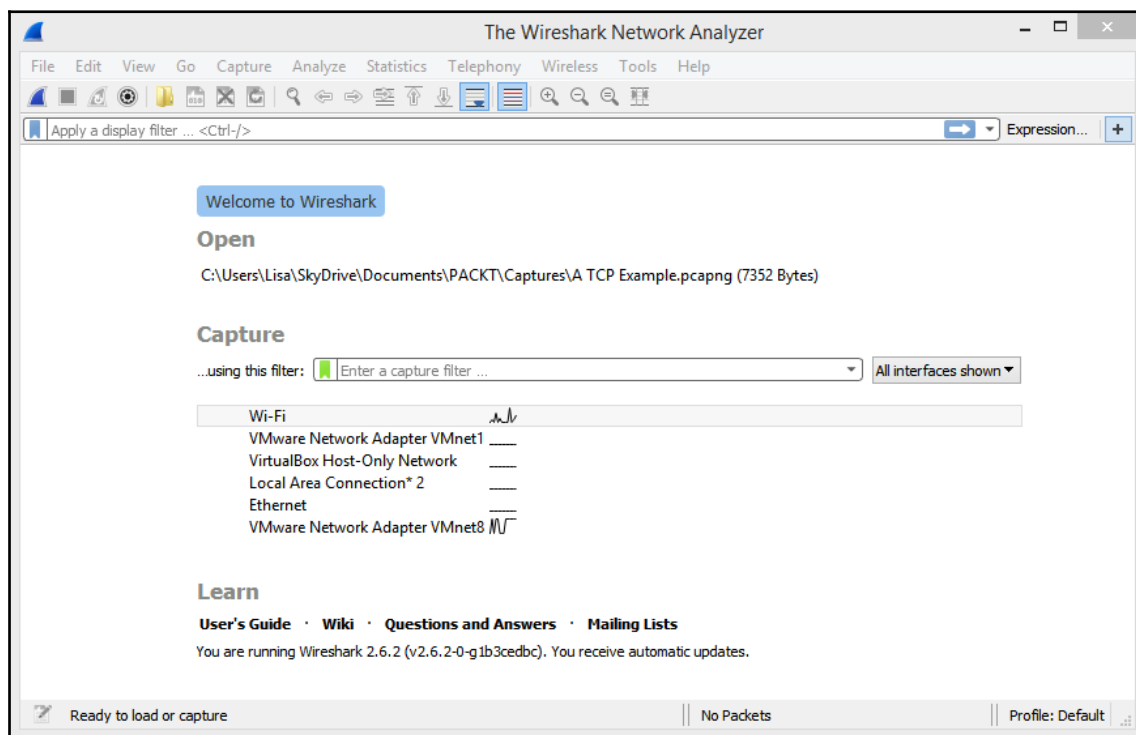 The Wireshark Network Analyzer
File Edit View Go Capture Analyze Statistics Telephony Wireless Tools Help
Apply a display filter ... <Ctrl-/> Expression... +
Welcome to Wireshark
Open
C:\Users\Lisa\SkyDrive\Documents\PACKT\Captures\A TCP Example.pcapng (7352 Bytes)
Capture
...using this filter: Enter a capture filter ... All interfaces shown
Wi-Fi
VMware Network Adapter VMnet1
VirtualBox Host-Only Network
Local Area Connection* 2
Ethernet
VMware Network Adapter VMnet8
Learn
User's Guide · Wiki · Questions and Answers · Mailing Lists
You are running Wireshark 2.6.2 (v2.6.2-0-g1b3cedbc). You receive automatic updates.
Ready to load or capture No Packets Profile: Default